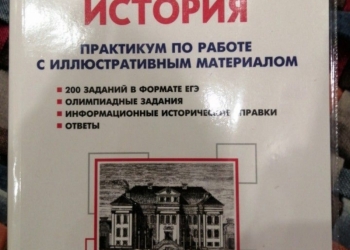 ИСТОРИЯ
ПРАКТИКУМ ПО РАБОТЕ
С ИЛЛЮСТРАТИВНЫМ МАТЕРИАЛОМ
200 ЗАДАНИЙ В ФОРМАТЕ ЕГЭ
ОЛИМПИАДНЫЕ ЗАДАНИЯ
ИНФОРМАЦИОННЫЕ ИСТОРИЧЕСКИЕ СПРАВКИ
ОТВЕТЫ